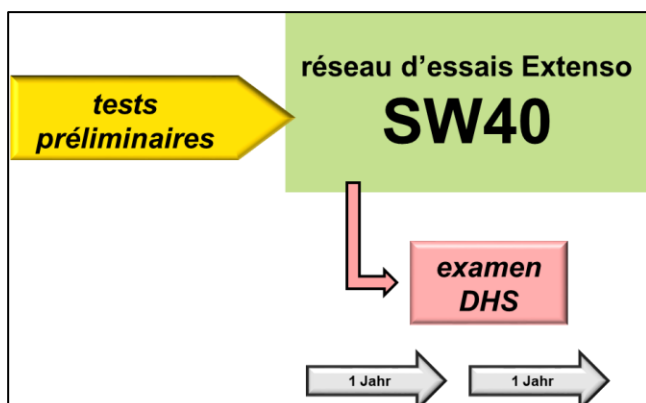 tests
préliminaires
réseau d'essais Extenso
SW40
examen
DHS
1 Jahr
1 Jahr